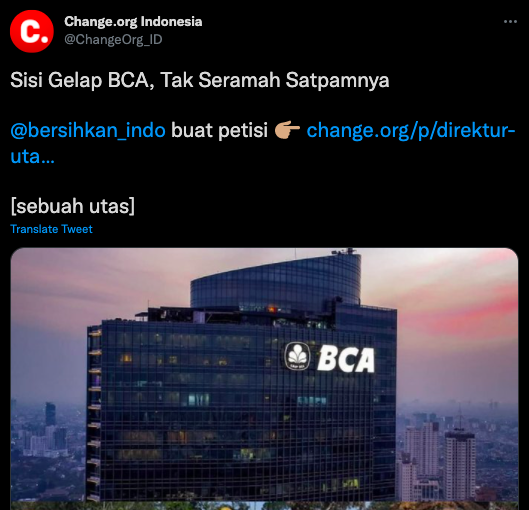 Change.org Indonesia
@ChangeOrg_ID
Sisi Gelap BCA, Tak Seramah Satpamnya
@bersihkan_indo buat petisi 👉🏽 change.org/p/direktur-
uta...
[sebuah utas]
Translate Tweet
BCA